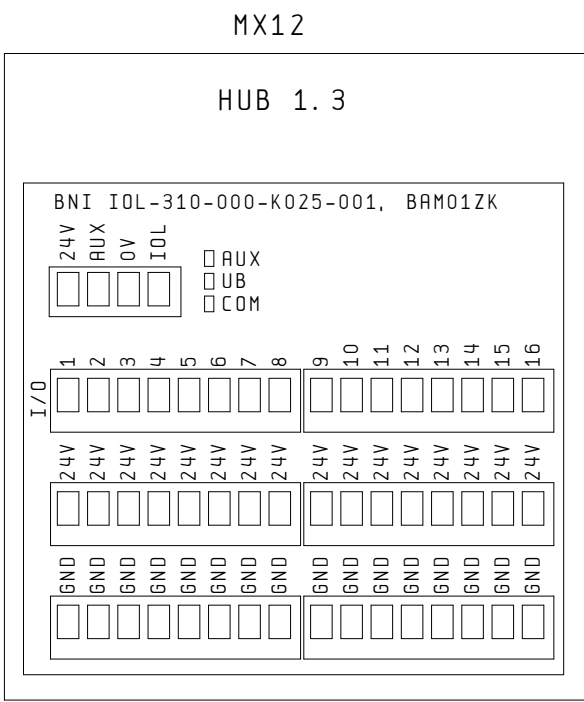 MX12
HUB 1.3
BNI IOL-310-000-K025-001, BAM01ZK
24V AUX 0V IOL
AUX
UB
COM
I/O 1 2 3 4 5 6 7 8 9 10 11 12 13 14 15 16
24V 24V 24V 24V 24V 24V 24V 24V 24V 24V 24V 24V 24V 24V 24V 24V
GND GND GND GND GND GND GND GND GND GND GND GND GND GND GND GND